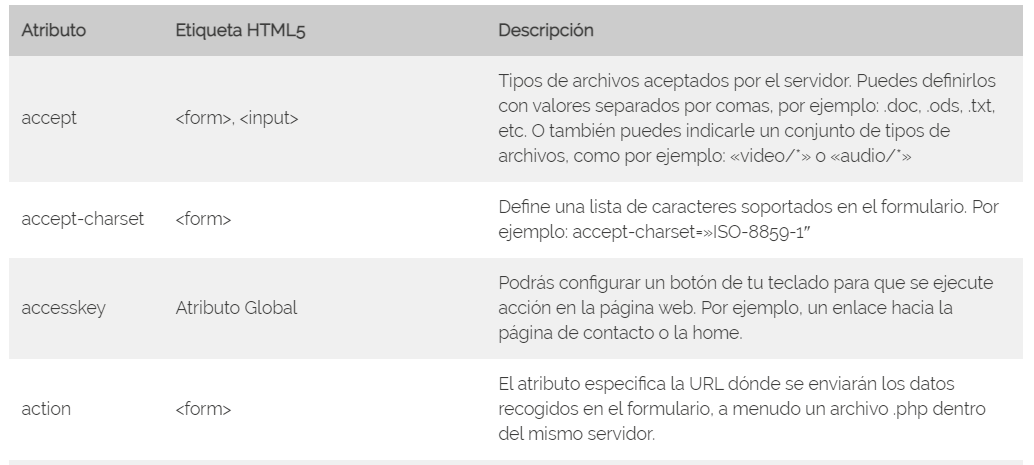 Atributo Etiqueta HTML5 Descripción
Tipos de archivos aceptados por el servidor. Puedes definirlos
con valores separados por comas, por ejemplo: .doc, .ods, .txt,
accept <form>, <input>
etc. O también puedes indicarle un conjunto de tipos de
archivos, como por ejemplo: «video/*» o «audio/*»
Define una lista de caracteres soportados en el formulario. Por
accept-charset <form>
ejemplo: accept-charset=»ISO-8859-1″
Podrás configurar un botón de tu teclado para que se ejecute
accesskey Atributo Global acción en la página web. Por ejemplo, un enlace hacia la
página de contacto o la home.
El atributo especifica la URL dónde se enviarán los datos
action <form> recogidos en el formulario, a menudo un archivo .php dentro
del mismo servidor.